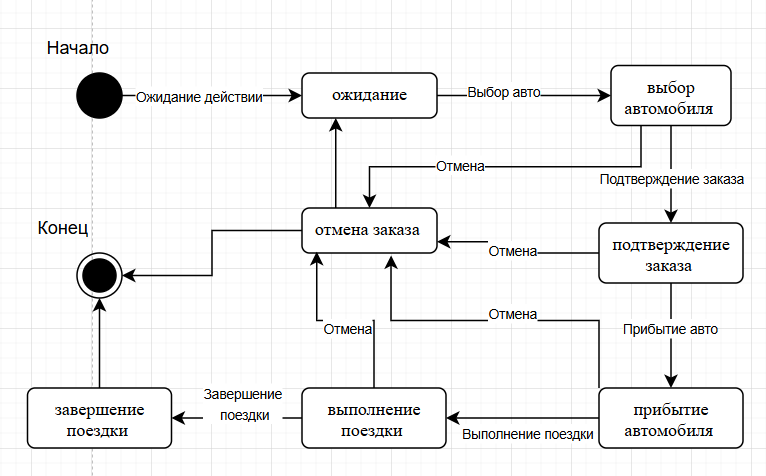 Начало
Ожидание действии
ожидание
Выбор авто
выбор
автомобиля
Отмена
Подтверждение заказа
Конец
отмена заказа
Отмена
подтверждение
заказа
Отмена
Отмена
Прибытие авто
завершение
поездки
Завершение
поездки
выполнение
поездки
Выполнение поездки
прибытие
автомобиля